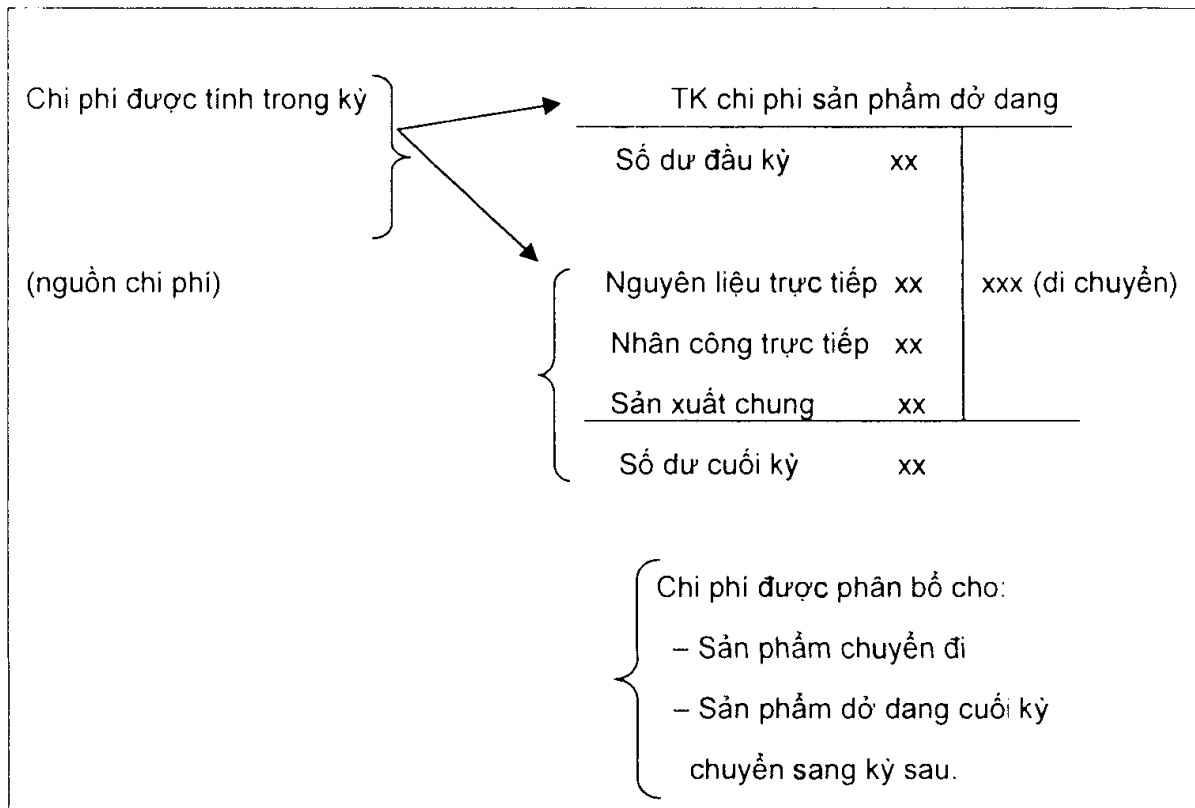 Chi phí được tính trong kỳ
TK chi phi sản phẩm dở dang
Số dư đầu kỳ xx
(nguồn chi phí)
Nguyên liệu trực tiếp xx xxx (di chuyển)
Nhân công trực tiếp xx
Sản xuất chung xx
Số dư cuối kỳ xx
Chi phí được phân bổ cho:
– Sản phẩm chuyển đi
– Sản phẩm dở dang cuối kỳ
chuyển sang kỳ sau.